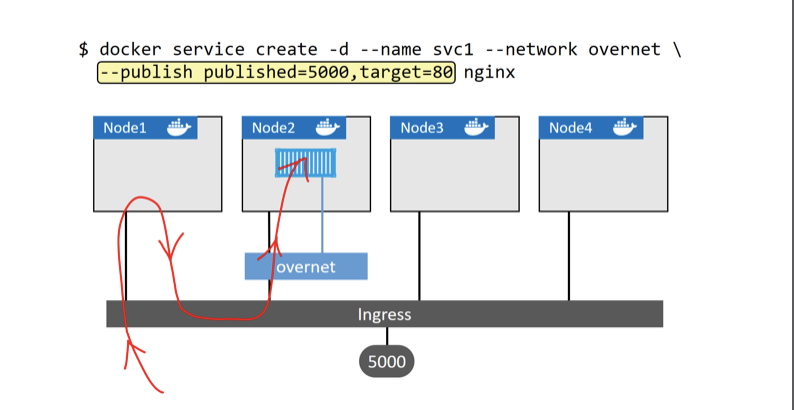 $ docker service create -d --name svc1 --network overnet \
--publish published=5000,target=80 nginx
Node1
Node2
Node3
Node4
overnet
Ingress
5000